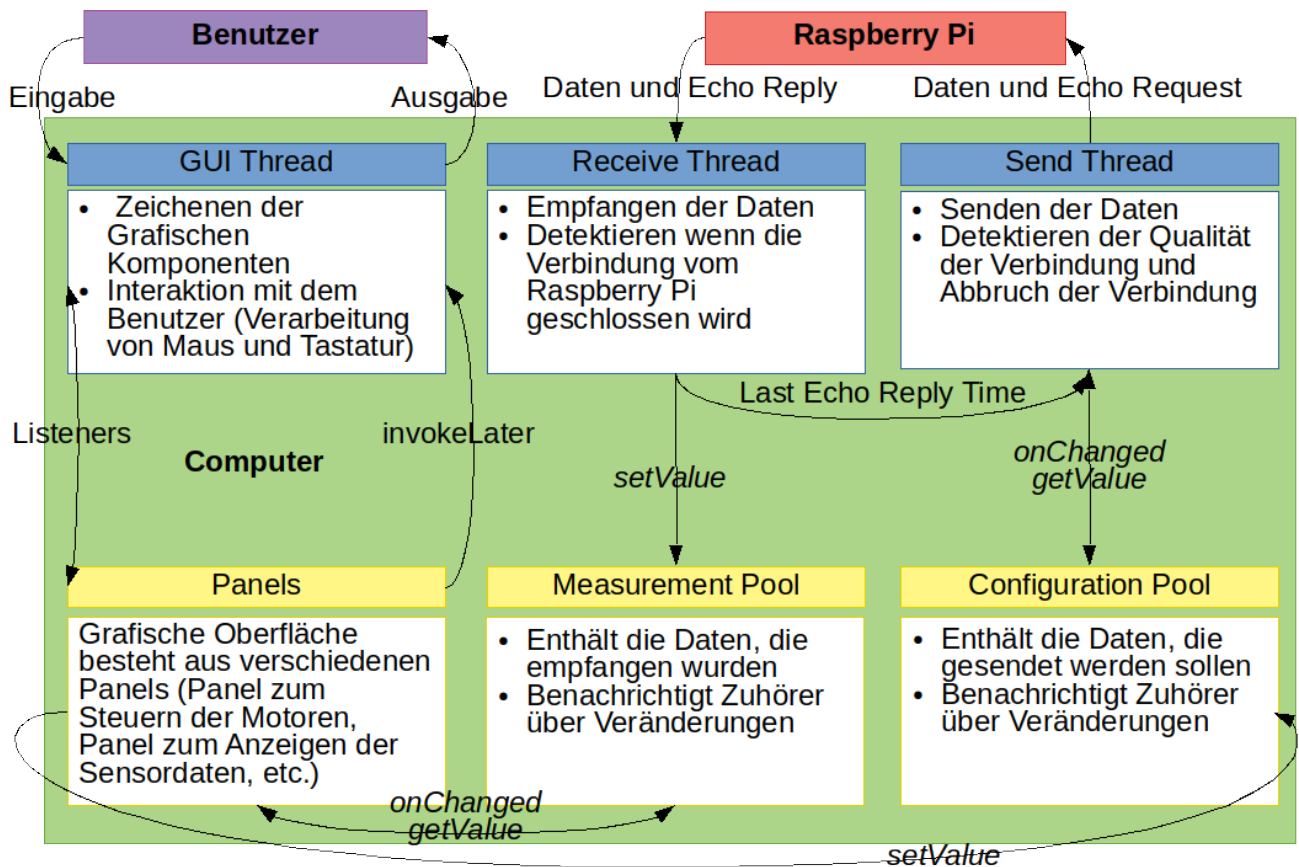 Benutzer
Raspberry Pi
Eingabe
Ausgabe
Daten und Echo Reply
Daten und Echo Request
GUI Thread
• Zeichenen der
Grafischen
Komponenten
• Interaktion mit dem
Benutzer (Verarbeitung
von Maus und Tastatur)
Receive Thread
• Empfangen der Daten
• Detektieren wenn die
Verbindung vom
Raspberry Pi
geschlossen wird
Send Thread
• Senden der Daten
• Detektieren der Qualität
der Verbindung und
Abbruch der Verbindung
Last Echo Reply Time
Listeners
invokeLater
Computer
setValue
onChanged
getValue
Panels
Grafische Oberfläche
besteht aus verschiedenen
Panels (Panel zum
Steuern der Motoren,
Panel zum Anzeigen der
Sensordaten, etc.)
Measurement Pool
• Enthält die Daten, die
empfangen wurden
• Benachrichtigt Zuhörer
über Veränderungen
Configuration Pool
• Enthält die Daten, die
gesendet werden sollen
• Benachrichtigt Zuhörer
über Veränderungen
onChanged
getValue
setValue